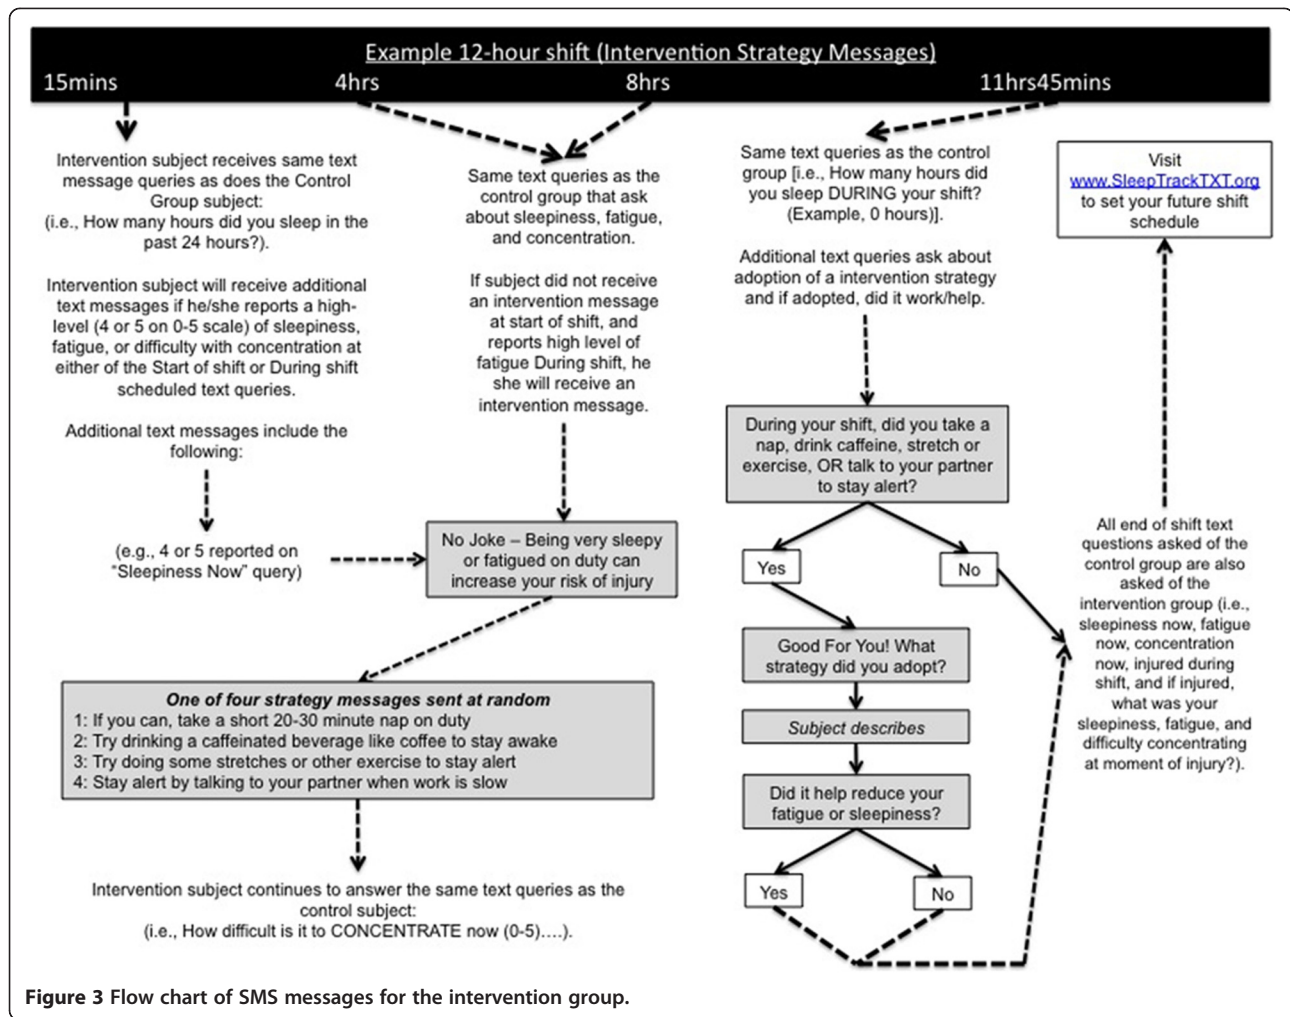 Example 12-hour shift (Intervention Strategy Messages)
15mins 4hrs 8hrs 11hrs45mins
Intervention subject receives same text
message queries as does the Control
Group subject:
(i.e., How many hours did you sleep in the
past 24 hours?).
Intervention subject will receive additional
text messages if he/she reports a high-
level (4 or 5 on 0-5 scale) of sleepiness,
fatigue, or difficulty with concentration at
either of the Start of shift or During shift
scheduled text queries.
Additional text messages include the
following:
(e.g., 4 or 5 reported on
“Sleepiness Now” query)
Same text queries as the
control group that ask
about sleepiness, fatigue,
and concentration.
If subject did not receive
an intervention message
at start of shift, and
reports high level of
fatigue During shift, he
she will receive an
intervention message.
No Joke – Being very sleepy
or fatigued on duty can
increase your risk of injury
One of four strategy messages sent at random
1: If you can, take a short 20-30 minute nap on duty
2: Try drinking a caffeinated beverage like coffee to stay awake
3: Try doing some stretches or other exercise to stay alert
4: Stay alert by talking to your partner when work is slow
Intervention subject continues to answer the same text queries as the
control subject:
(i.e., How difficult is it to CONCENTRATE now (0-5)….).
Same text queries as the control
group [i.e., How many hours did
you sleep DURING your shift?
(Example, 0 hours)].
Additional text queries ask about
adoption of a intervention strategy
and if adopted, did it work/help.
During your shift, did you take a
nap, drink caffeine, stretch or
exercise, OR talk to your partner
to stay alert?
Yes
No
Good For You! What
strategy did you adopt?
Subject describes
Did it help reduce your
fatigue or sleepiness?
Yes
No
All end of shift text
questions asked of the
control group are also
asked of the
intervention group (i.e.,
sleepiness now, fatigue
now, concentration
now, injured during
shift, and if injured,
what was your
sleepiness, fatigue, and
difficulty concentrating
at moment of injury?).
Visit
www.SleepTrackTXT.org
to set your future shift
schedule
Figure 3 Flow chart of SMS messages for the intervention group.